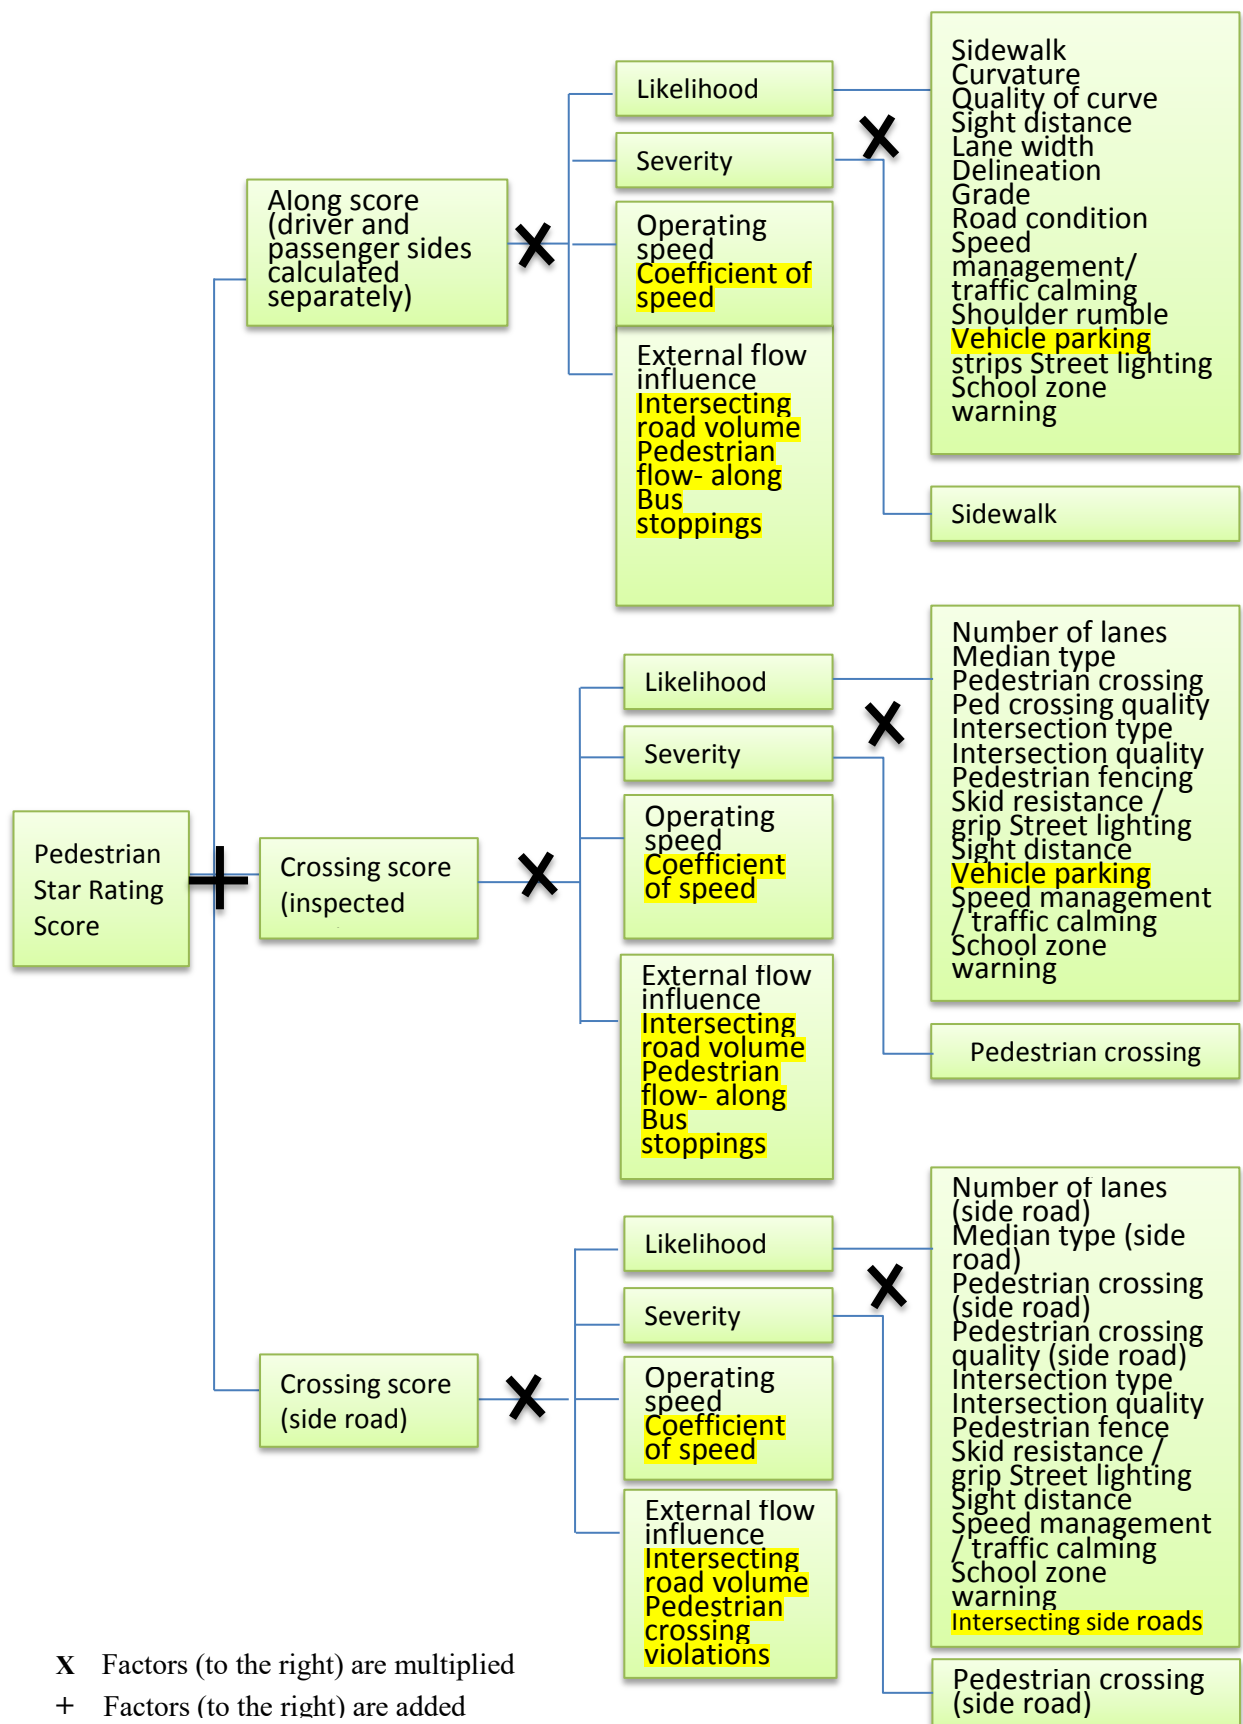 Pedestrian
Star Rating
Score
Along score
(driver and
passenger sides
calculated
separately)
Likelihood
Severity
Operating
speed
Coefficient of
speed
External flow
influence
Intersecting
road volume
Pedestrian
flow- along
Bus
stoppings
Sidewalk
Curvature
Quality of curve
Sight distance
Lane width
Delineation
Grade
Road condition
Speed
management/
traffic calming
Shoulder rumble
Vehicle parking
strips Street lighting
School zone
warning
Sidewalk
Crossing score
(inspected
Likelihood
Severity
Operating
speed
Coefficient
of speed
External flow
influence
Intersecting
road volume
Pedestrian
flow- along
Bus
stoppings
Number of lanes
Median type
Pedestrian crossing
Ped crossing quality
Intersection type
Intersection quality
Pedestrian fencing
Skid resistance /
grip Street lighting
Sight distance
Vehicle parking
Speed management
/ traffic calming
School zone
warning
Pedestrian crossing
Crossing score
(side road)
Likelihood
Severity
Operating
speed
Coefficient
of speed
External flow
influence
Intersecting
road volume
Pedestrian
crossing
violations
Number of lanes
(side road)
Median type (side
road)
Pedestrian crossing
(side road)
Pedestrian crossing
quality (side road)
Intersection type
Intersection quality
Pedestrian fence
Skid resistance /
grip Street lighting
Sight distance
Speed management
/ traffic calming
School zone
warning
Intersecting side roads
Pedestrian crossing
(side road)
X Factors (to the right) are multiplied
+ Factors (to the right) are added